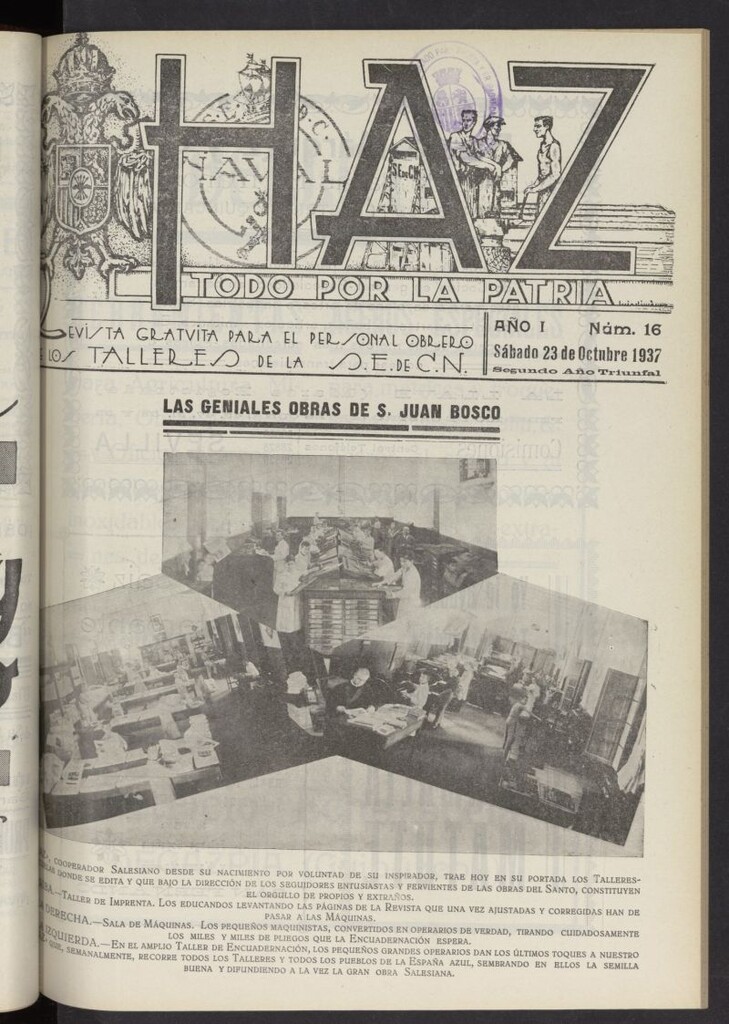 HAZ
S.E. D.C.
NAVAL
SE de CN
TODO POR LA PATRIA
REVISTA GRATVITA PARA EL PERSONAL OBRERO
LOS TALLERES DE LA S.E. DE C.N.
AÑO I Núm. 16
Sábado 23 de Octubre 1937
Segundo Año Triunfal
LAS GENIALES OBRAS DE S. JUAN BOSCO
COOPERADOR SALESIANO DESDE SU NACIMIENTO POR VOLUNTAD DE SU INSPIRADOR, TRAE HOY EN SU PORTADA LOS TALLERES-
DONDE SE EDITA Y QUE BAJO LA DIRECCIÓN DE LOS SEGUIDORES ENTUSIASTAS Y FERVIENTES DE LAS OBRAS DEL SANTO, CONSTITUYEN
EL ORGULLO DE PROPIOS Y EXTRAÑOS.
—TALLER DE IMPRENTA. LOS EDUCANDOS LEVANTANDO LAS PÁGINAS DE LA REVISTA QUE UNA VEZ AJUSTADAS Y CORREGIDAS HAN DE
PASAR A LAS MÁQUINAS.
DERECHA.—SALA DE MÁQUINAS. LOS PEQUEÑOS MAQUINISTAS, CONVERTIDOS EN OPERARIOS DE VERDAD, TIRANDO CUIDADOSAMENTE
LOS MILES Y MILES DE PLIEGOS QUE LA ENCUADERNACIÓN ESPERA.
IZQUIERDA.—EN EL AMPLIO TALLER DE ENCUADERNACIÓN, LOS PEQUEÑOS GRANDES OPERARIOS DAN LOS ÚLTIMOS TOQUES A NUESTRO
QUE, SEMANALMENTE, RECORRE TODOS LOS TALLERES Y TODOS LOS PUEBLOS DE LA ESPAÑA AZUL, SEMBRANDO EN ELLOS LA SEMILLA
BUENA Y DIFUNDIENDO A LA VEZ LA GRAN OBRA SALESIANA.